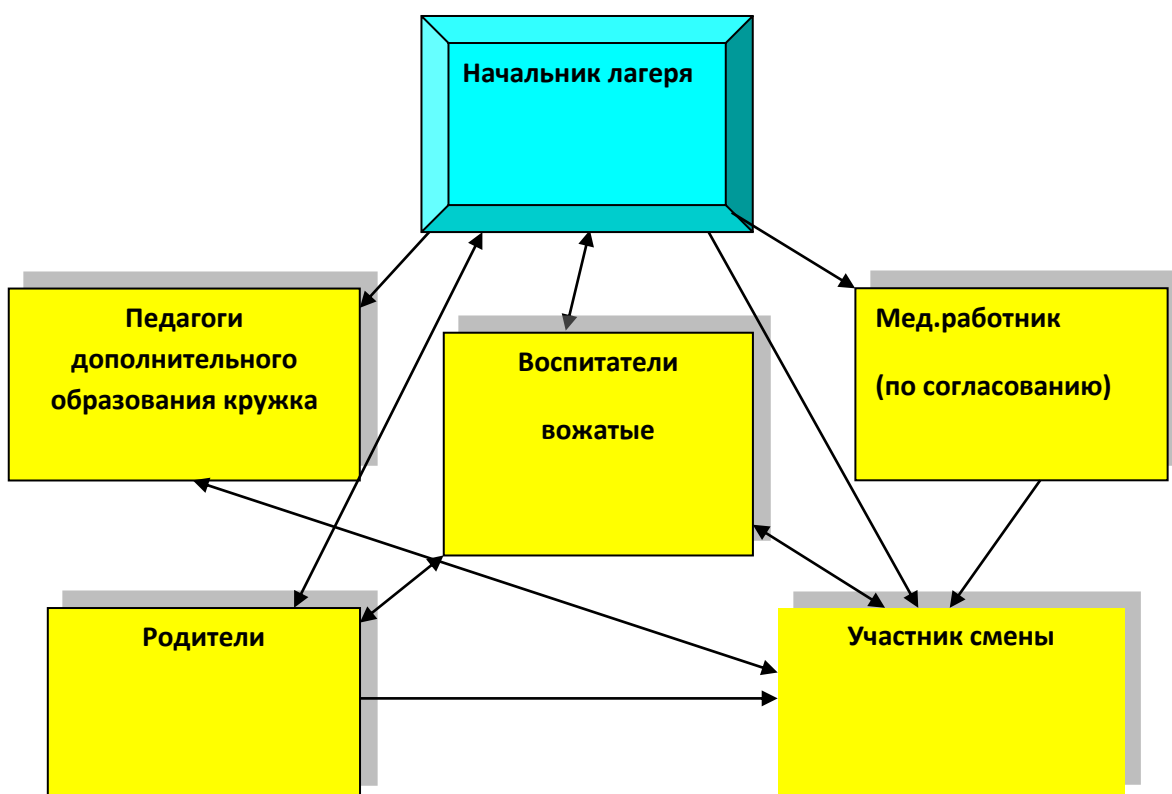 Начальник лагеря
Педагоги
дополнительного
образования кружка
Воспитатели
вожатые
Мед.работник
(по согласованию)
Родители
Участник смены